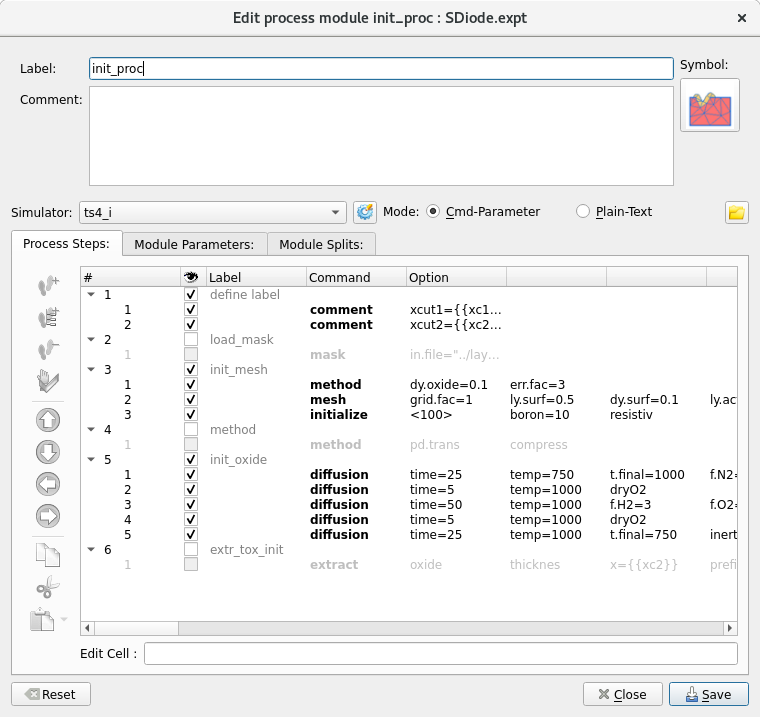 Edit process module init_proc : SDiode.expt
Label: init_proc Symbol:
Comment:
Simulator: ts4_i Mode: Cmd-Parameter Plain-Text
Process Steps: Module Parameters: Module Splits:
# Label Command Option
1 define label
1 comment xcut1={{xc1...
2 comment xcut2={{xc2...
2 load_mask
1 mask in.file="../lay...
3 init_mesh
1 method dy.oxide=0.1 err.fac=3
2 mesh grid.fac=1 ly.surf=0.5 dy.surf=0.1 ly.ac
3 initialize <100> boron=10 resistiv
4 method
1 method pd.trans compress
5 init_oxide
1 diffusion time=25 temp=750 t.final=1000 f.N2=
2 diffusion time=5 temp=1000 dryO2
3 diffusion time=50 temp=1000 f.H2=3 f.O2=
4 diffusion time=5 temp=1000 dryO2
5 diffusion time=25 temp=1000 t.final=750 inert
6 extr_tox_init
1 extract oxide thicknes x={{xc2}} prefi
Edit Cell :
Reset Close Save